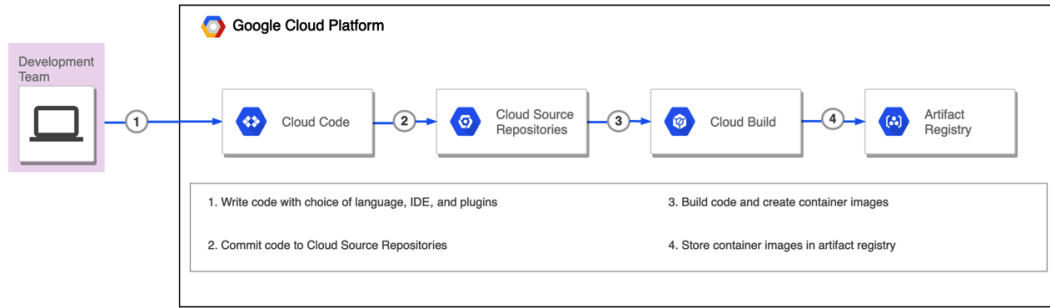 Google Cloud Platform
Development
Team
1
Cloud Code
2
Cloud Source
Repositories
3
Cloud Build
4
Artifact
Registry
1. Write code with choice of language, IDE, and plugins
2. Commit code to Cloud Source Repositories
3. Build code and create container images
4. Store container images in artifact registry